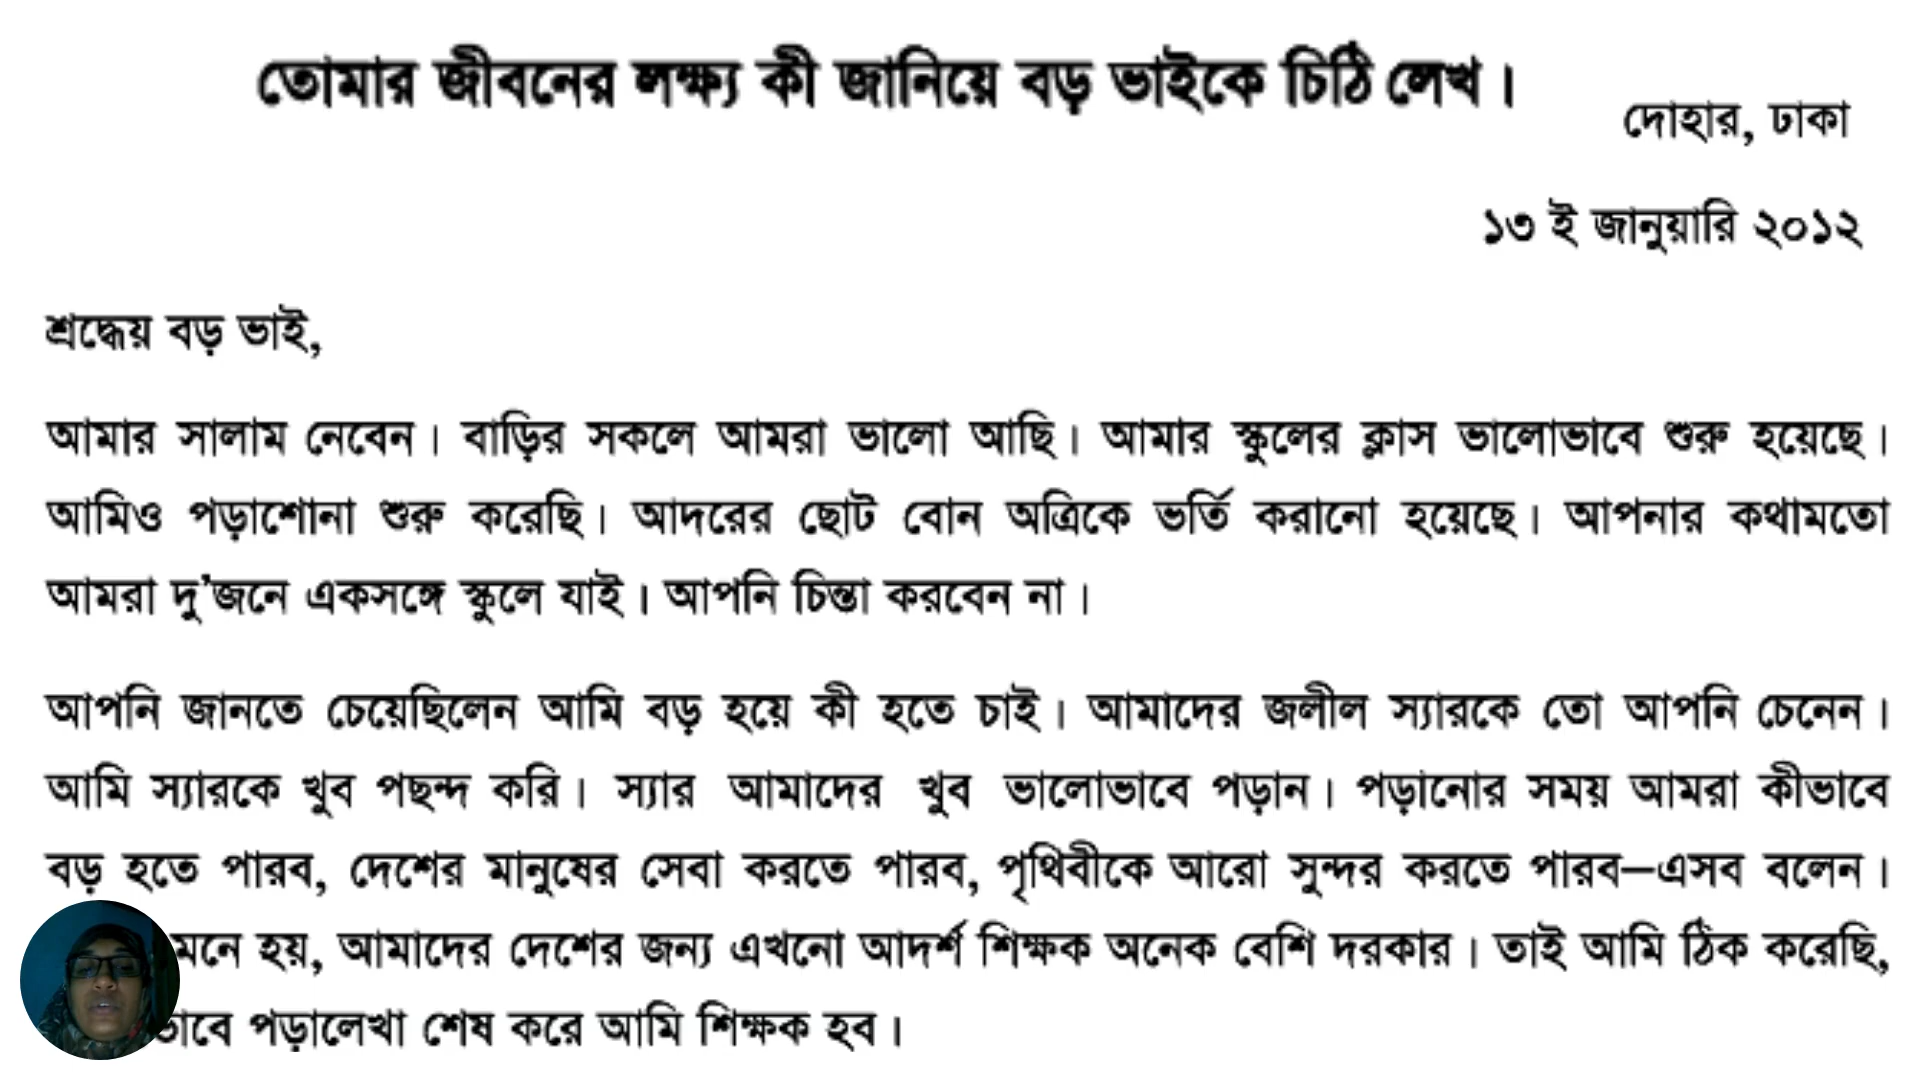 তোমার জীবনের লক্ষ্য কী জানিয়ে বড় ভাইকে চিঠি লেখ।
দোহার, ঢাকা
১৩ ই জানুয়ারি ২০১২
শ্রদ্ধেয় বড় ভাই,
আমার সালাম নেবেন। বাড়ির সকলে আমরা ভালো আছি। আমার স্কুলের ক্লাস ভালোভাবে শুরু হয়েছে।
আমিও পড়াশোনা শুরু করেছি। আদরের ছোট বোন অত্রিকে ভর্তি করানো হয়েছে। আপনার কথামতো
আমরা দু’জনে একসঙ্গে স্কুলে যাই। আপনি চিন্তা করবেন না।
আপনি জানতে চেয়েছিলেন আমি বড় হয়ে কী হতে চাই। আমাদের জলীল স্যারকে তো আপনি চেনেন।
আমি স্যারকে খুব পছন্দ করি। স্যার আমাদের খুব ভালোভাবে পড়ান। পড়ানোর সময় আমরা কীভাবে
বড় হতে পারব, দেশের মানুষের সেবা করতে পারব, পৃথিবীকে আরো সুন্দর করতে পারব—এসব বলেন।
মনে হয়, আমাদের দেশের জন্য এখনো আদর্শ শিক্ষক অনেক বেশি দরকার। তাই আমি ঠিক করেছি,
ভাবে পড়ালেখা শেষ করে আমি শিক্ষক হব।